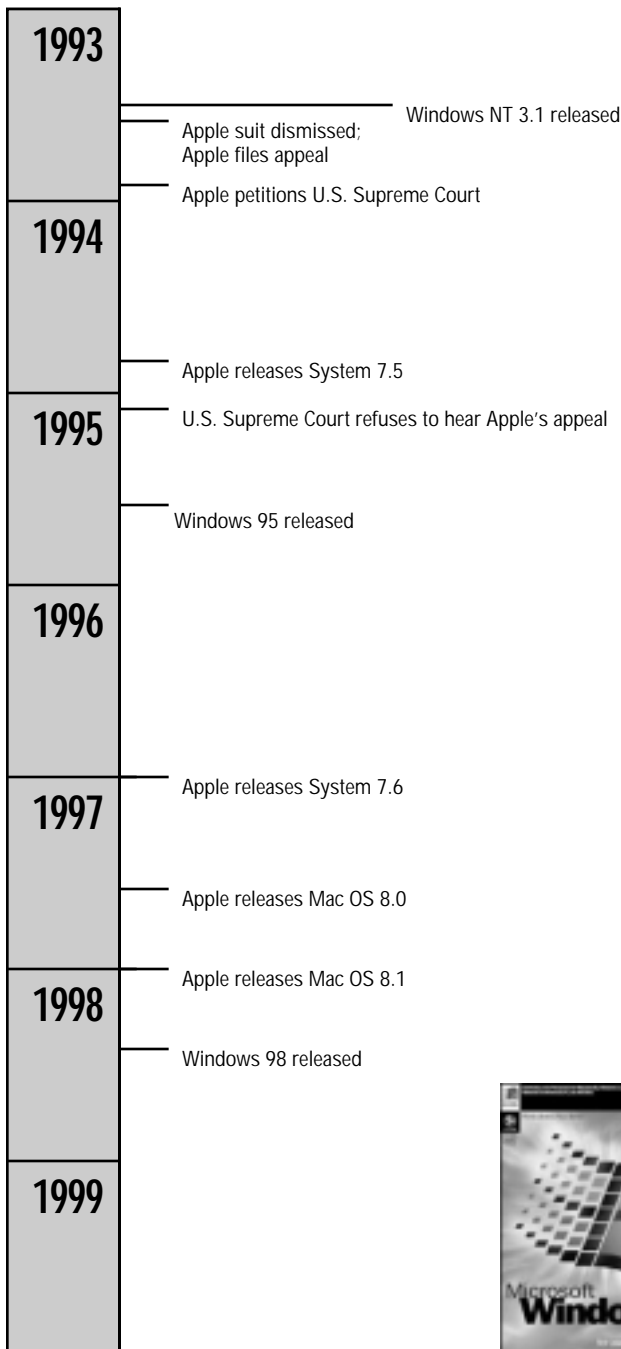 1993
Windows NT 3.1 released
Apple suit dismissed;
Apple files appeal
Apple petitions U.S. Supreme Court
1994
Apple releases System 7.5
1995
U.S. Supreme Court refuses to hear Apple's appeal
Windows 95 released
1996
Apple releases System 7.6
1997
Apple releases Mac OS 8.0
Apple releases Mac OS 8.1
1998
Windows 98 released
1999
Microsoft